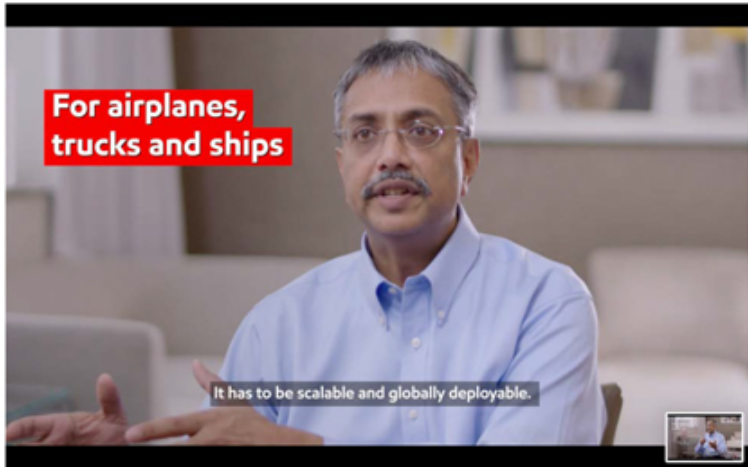 For airplanes,
trucks and ships
It has to be scalable and globally deployable.